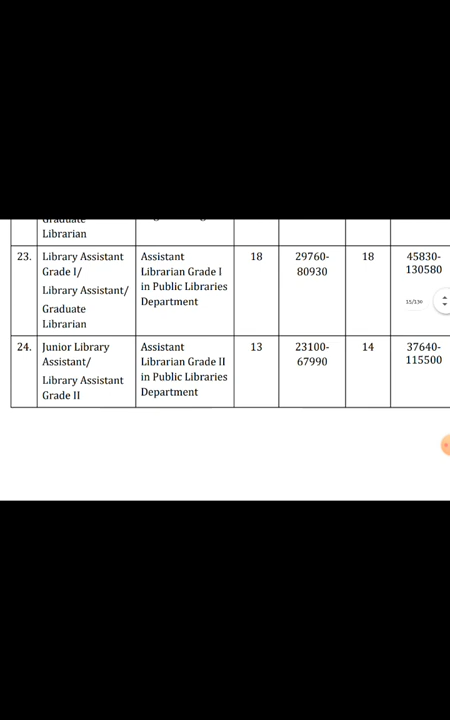 Graduate
Librarian
23. Library Assistant
Grade I/
Library Assistant/
Graduate
Librarian
Assistant
Librarian Grade I
in Public Libraries
Department
18
29760-
80930
18
45830-
130580
15/136
24. Junior Library
Assistant/
Library Assistant
Grade II
Assistant
Librarian Grade II
in Public Libraries
Department
13
23100-
67990
14
37640-
115500